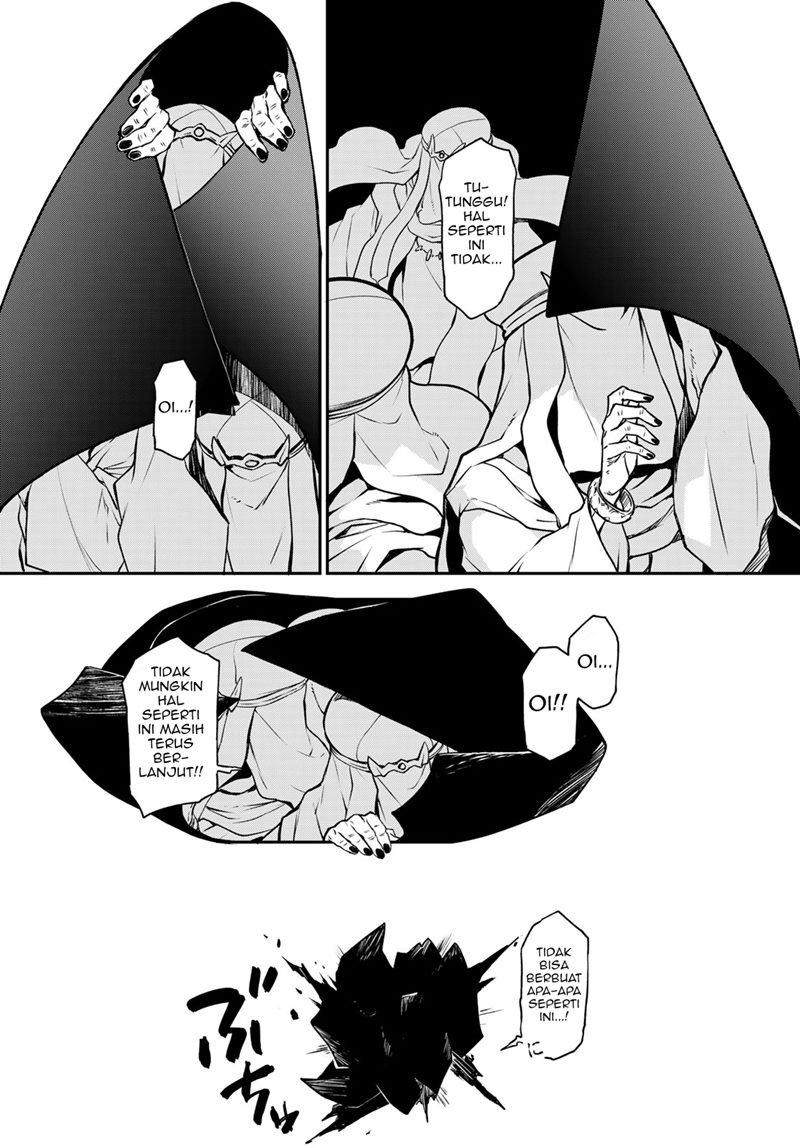 TU-
TUNGGU!
HAL
SEPERTI
INI
TIDAK...
OI...!
OI...
OI!!
TIDAK
MUNGKIN
HAL
SEPERTI
INI MASIH
TERUS
BER-
LANJUT!!
TIDAK
BISA
BERBUAT
APA-APA
SEPERTI
INI...!
に
ぶちゅ